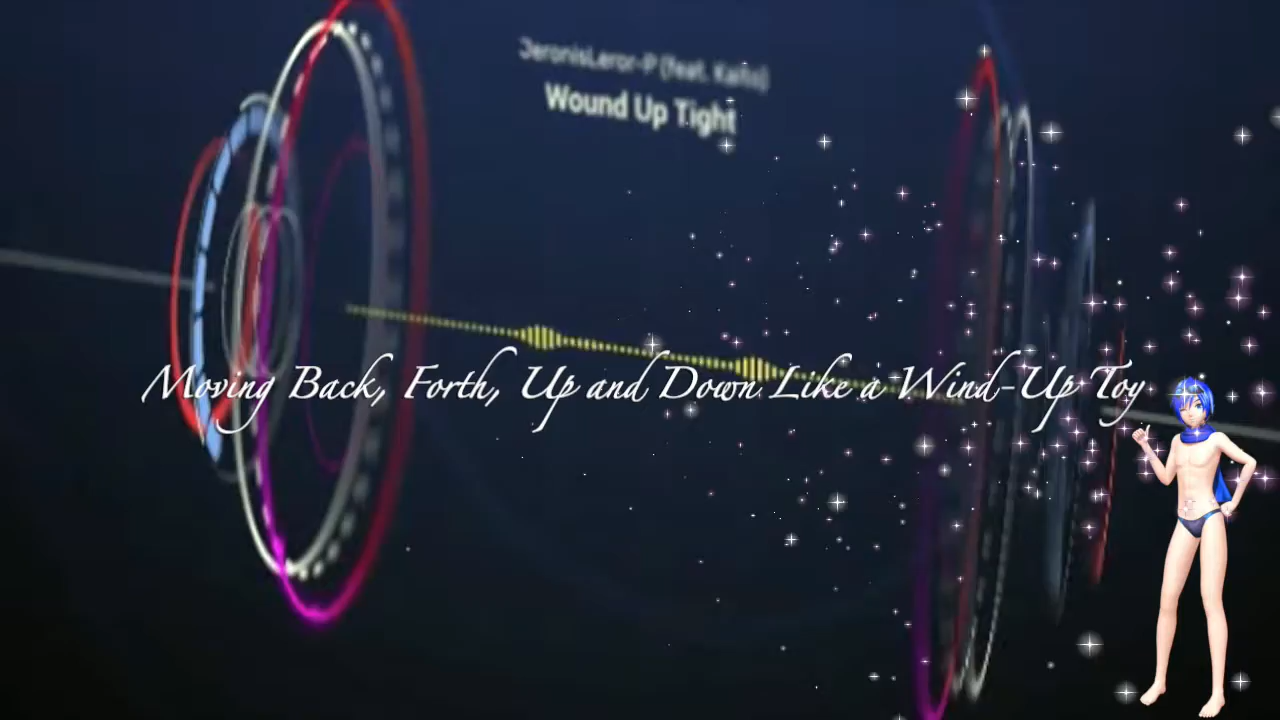 JeronisLeror-P (feat. Kaito)
Wound Up Tight
Moving Back, Forth, Up and Down Like a Wind-Up Toy